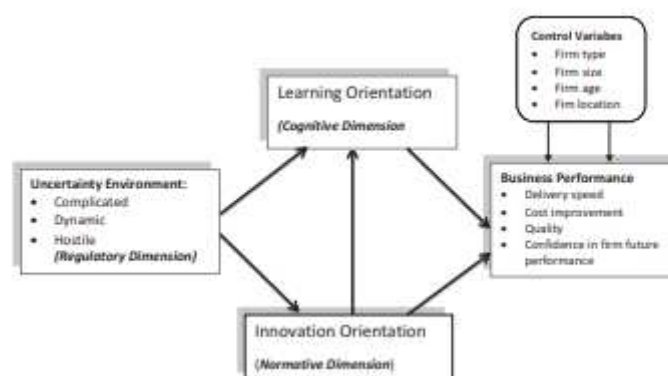 Control Variabes
• Firm type
• Firm size
• Firm age
• Fim location
Learning Orientation
(Cognitive Dimension
Uncertainty Environment:
• Complicated
• Dynamic
• Hostile
(Regulatory Dimension)
Business Performance
• Delivery speed
• Cost improvement
• Quality
• Confidence in firm future
performance
Innovation Orientation
(Normative Dimension)